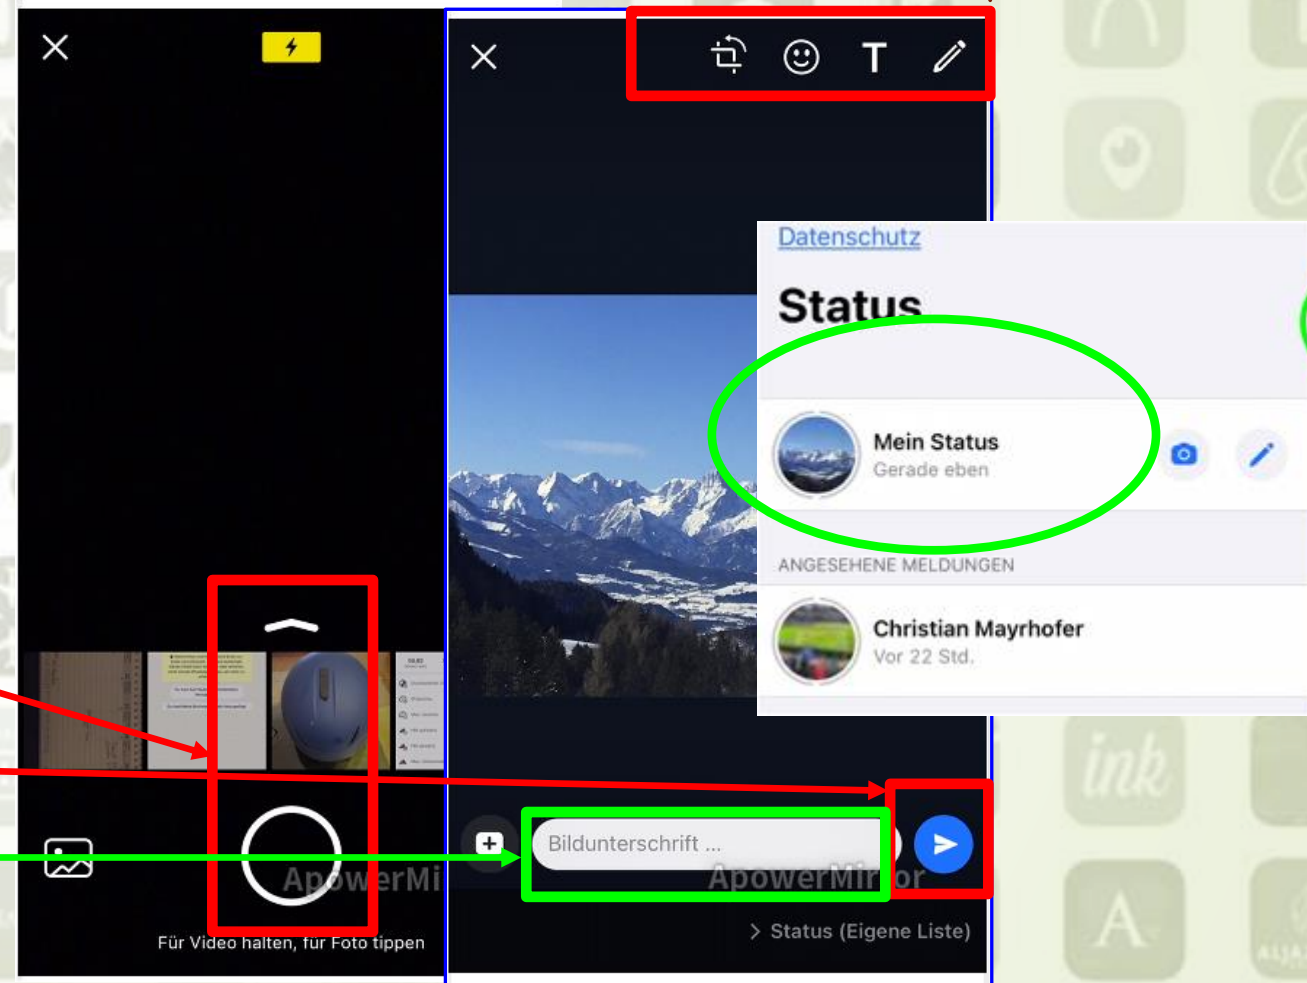 Für Video halten, für Foto tippen
ApowerMi
T
Bildunterschrift ...
ApowerMirror
> Status (Eigene Liste)
Datenschutz
Status
Mein Status
Gerade eben
ANGESEHENE MELDUNGEN
Christian Mayrhofer
Vor 22 Std.
ink
A